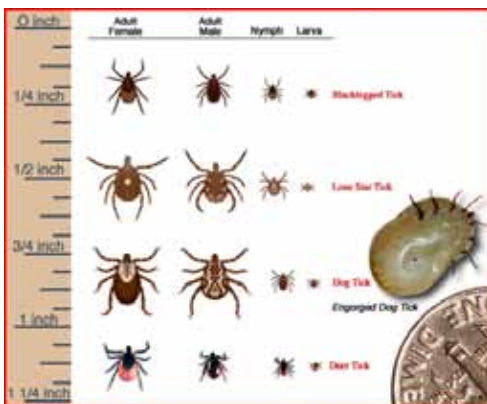 0 inch
Adult Female
Adult Male
Nymph
Larva
1/4 inch
Blacklegged Tick
1/2 inch
Lone Star Tick
3/4 inch
Dog Tick
Engorged Dog Tick
1 inch
Deer Tick
1 1/4 inch
DIME